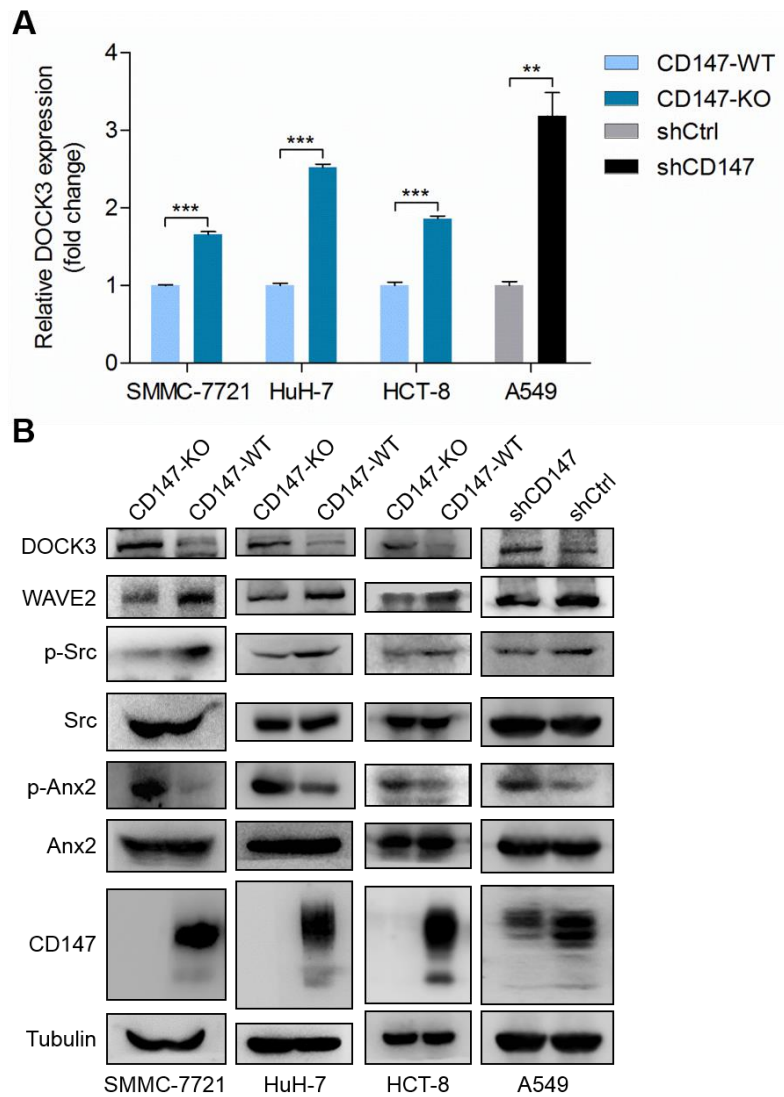 A
Relative DOCK3 expression
(fold change)
4
3
2
1
0
***
***
***
**
CD147-WT
CD147-KO
shCtrl
shCD147
SMMC-7721 HuH-7 HCT-8 A549
B
CD147-KO CD147-WT CD147-KO CD147-WT CD147-KO CD147-WT shCD147 shCtrl
DOCK3
WAVE2
p-Src
Src
p-Anx2
Anx2
CD147
Tubulin
SMMC-7721 HuH-7 HCT-8 A549